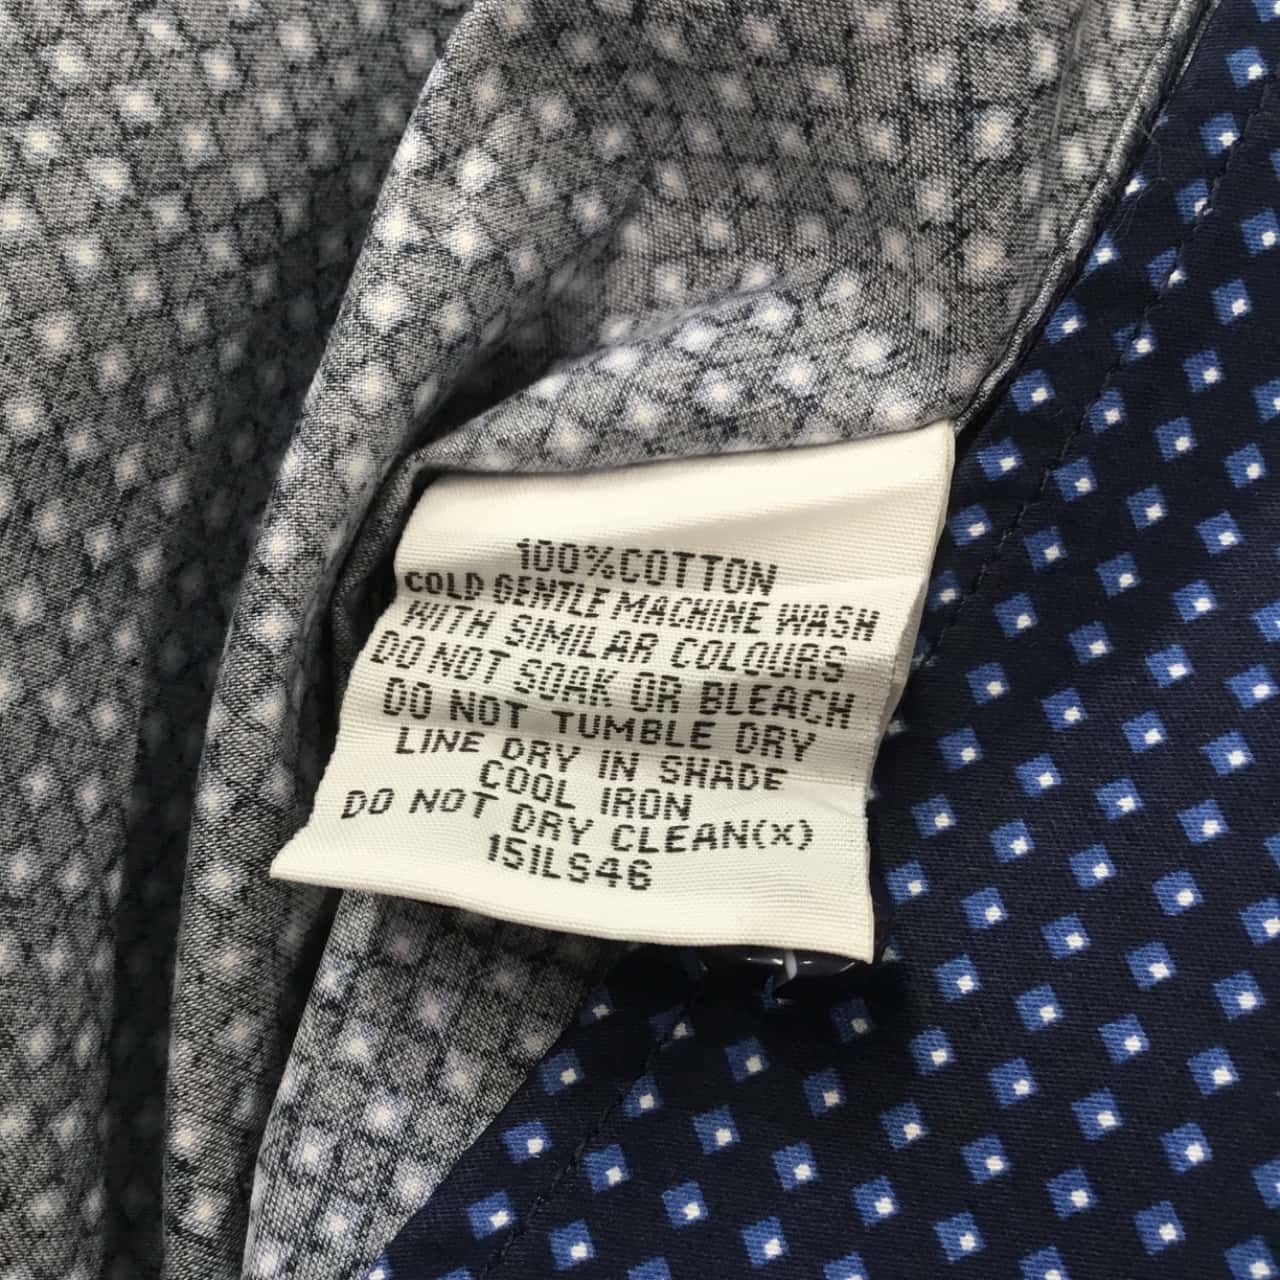 100%COTTON
COLD GENTLE MACHINE WASH
WITH SIMILAR COLOURS
DO NOT SOAK OR BLEACH
DO NOT TUMBLE DRY
LINE DRY IN SHADE
COOL IRON
DO NOT DRY CLEAN(X)
151LS46